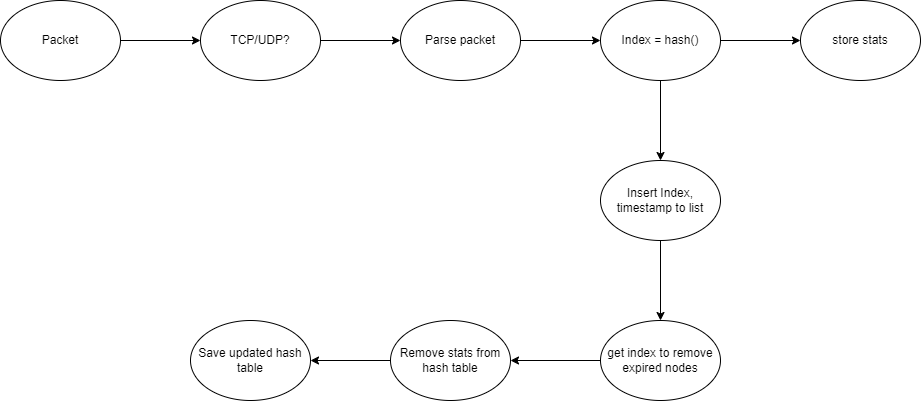 Packet
TCP/UDP?
Parse packet
Index = hash()
store stats
Insert Index,
timestamp to list
Save updated hash
table
Remove stats from
hash table
get index to remove
expired nodes